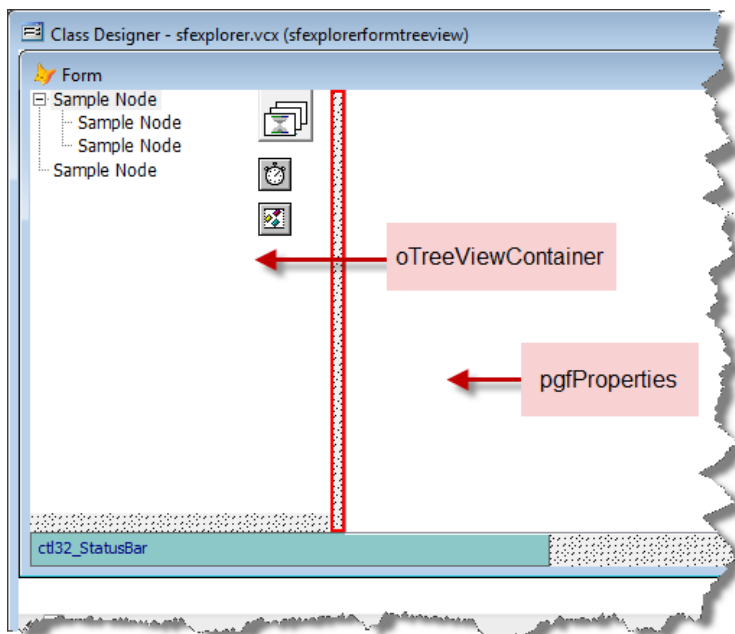 Class Designer - sfexplorer.vcx (sfexplorerformtreeview)
Form
Sample Node
Sample Node
Sample Node
Sample Node
oTreeViewContainer
pgfProperties
ctl32_StatusBar